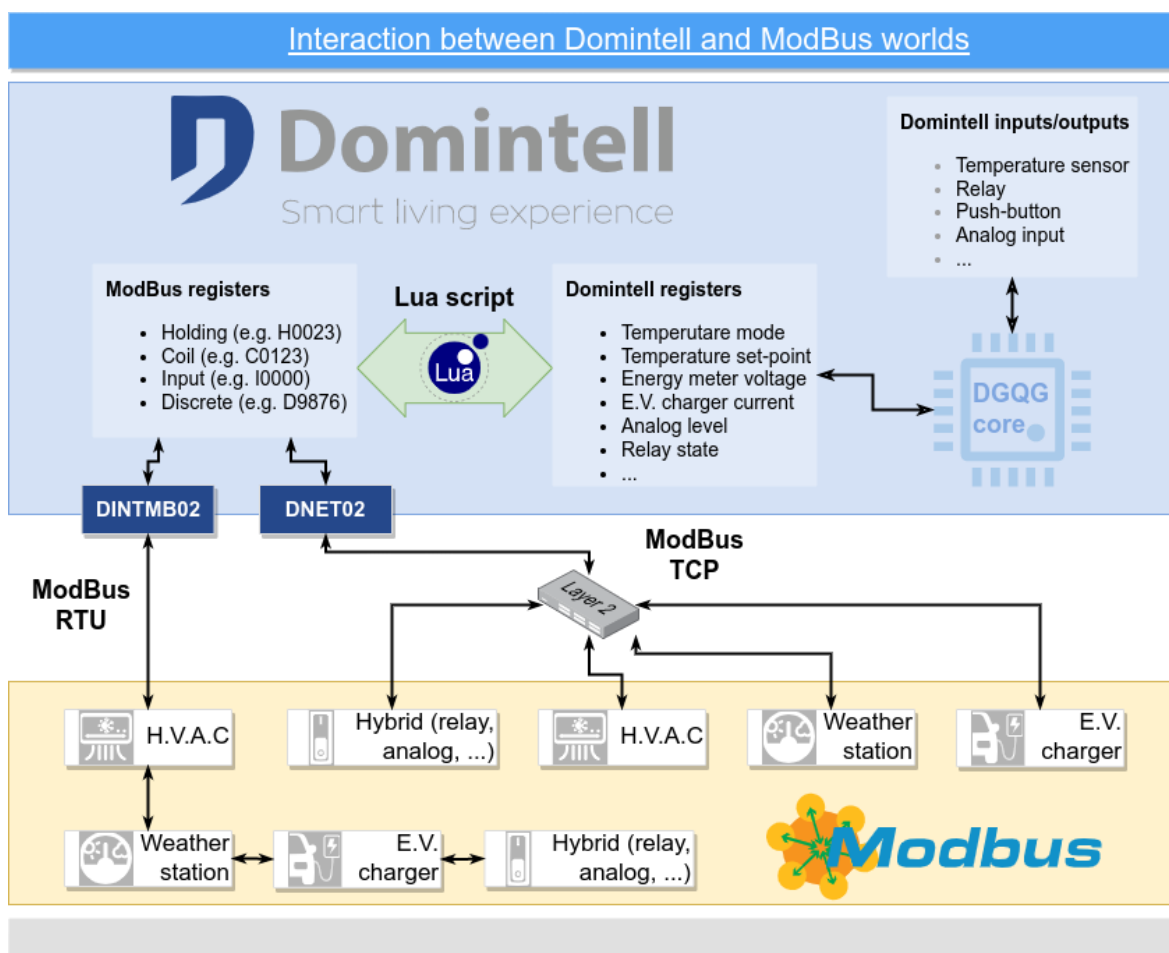 Interaction between Domintell and ModBus worlds
Domintell
Smart living experience
Domintell inputs/outputs
Temperature sensor
Relay
Push-button
Analog input
...
ModBus registers
Holding (e.g. H0023)
Coil (e.g. C0123)
Input (e.g. I0000)
Discrete (e.g. D9876)
Lua script
Lua
Domintell registers
Temperutare mode
Temperature set-point
Energy meter voltage
E.V. charger current
Analog level
Relay state
...
DGQG
core
DINTMB02
DNET02
ModBus
RTU
ModBus
TCP
Layer 2
H.V.A.C
Hybrid (relay,
analog, ...)
H.V.A.C
Weather
station
E.V.
charger
Weather
station
E.V.
charger
Hybrid (relay,
analog, ...)
Modbus